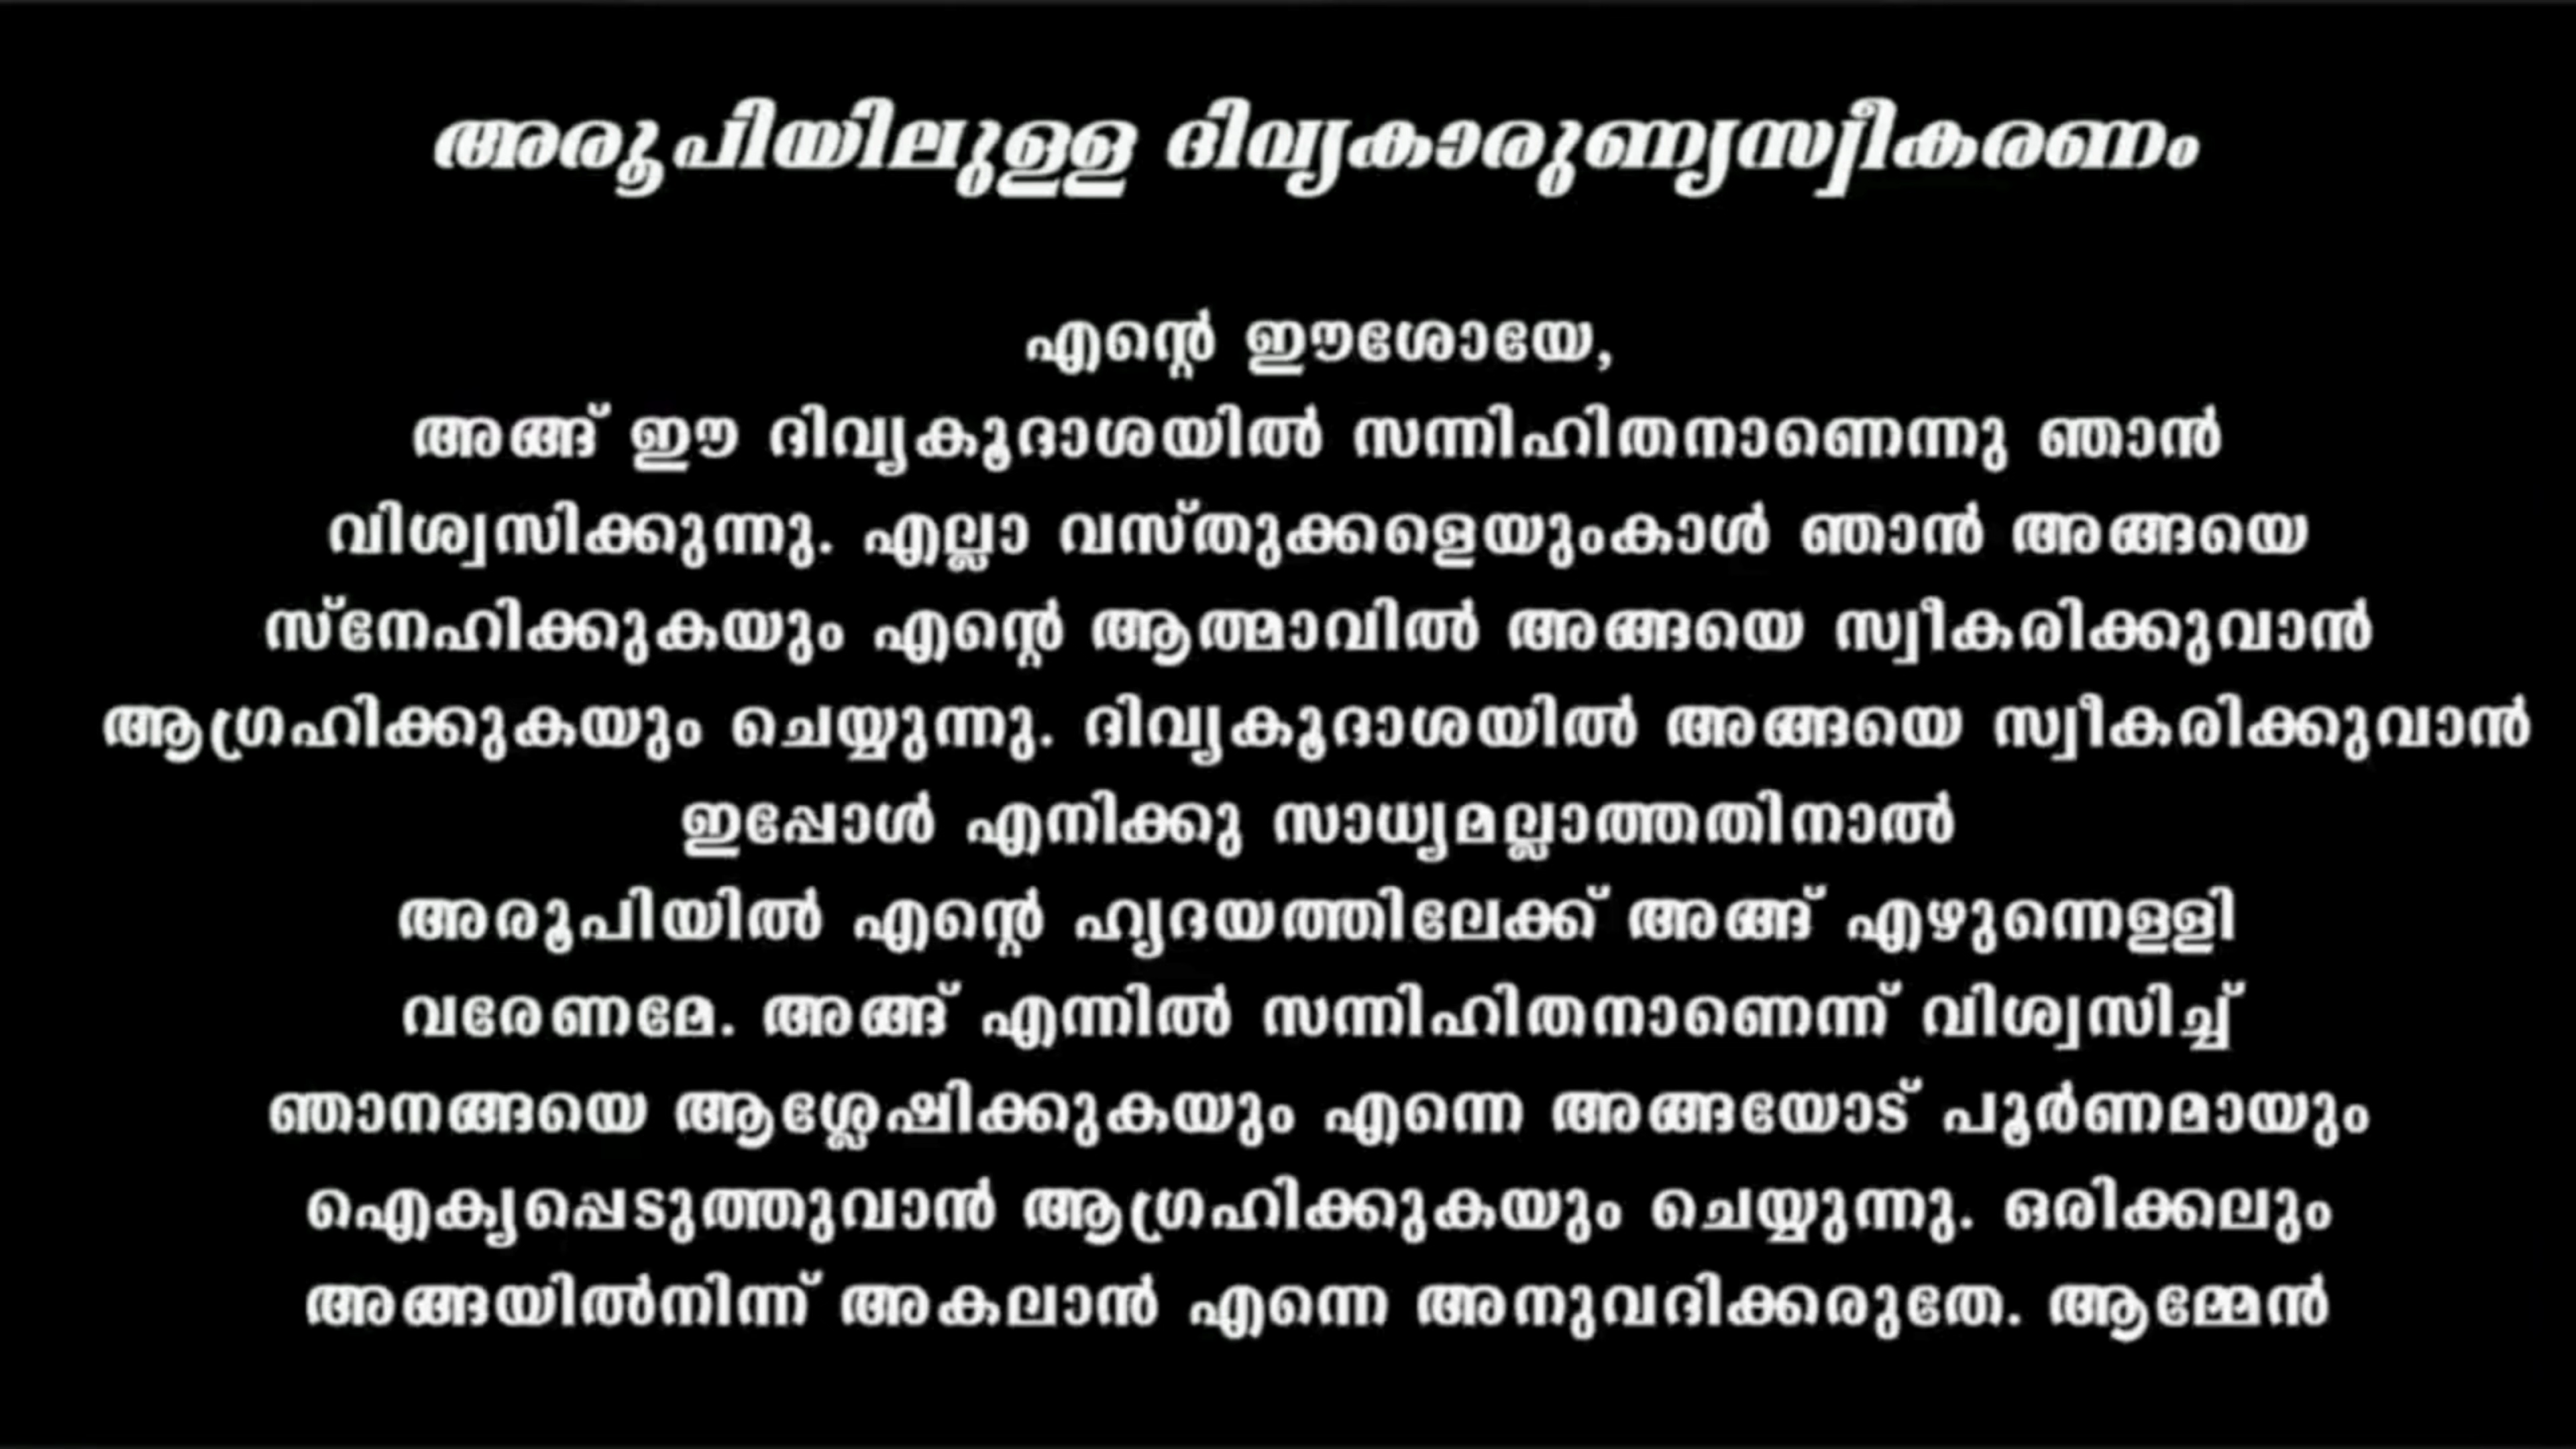 അരൂപിയിലുള്ള ദിവ്യകാരുണ്യസ്വീകരണം
എന്റെ ഈശോയേ,
അങ്ങ് ഈ ദിവ്യകൂദാശയിൽ സന്നിഹിതനാണെന്നു ഞാൻ
വിശ്വസിക്കുന്നു. എല്ലാ വസ്തുക്കളെയുംകാൾ ഞാൻ അങ്ങയെ
സ്നേഹിക്കുകയും എന്റെ ആത്മാവിൽ അങ്ങയെ സ്വീകരിക്കുവാൻ
ആഗ്രഹിക്കുകയും ചെയ്യുന്നു. ദിവ്യകൂദാശയിൽ അങ്ങയെ സ്വീകരിക്കുവാൻ
ഇപ്പോൾ എനിക്കു സാധ്യമല്ലാത്തതിനാൽ
അരൂപിയിൽ എന്റെ ഹൃദയത്തിലേക്ക് അങ്ങ് എഴുന്നെള്ളി
വരേണമേ. അങ്ങ് എന്നിൽ സന്നിഹിതനാണെന്ന് വിശ്വസിച്ച്
ഞാനങ്ങയെ ആശ്ലേഷിക്കുകയും എന്നെ അങ്ങയോട് പൂർണമായും
ഐക്യപ്പെടുത്തുവാൻ ആഗ്രഹിക്കുകയും ചെയ്യുന്നു. ഒരിക്കലും
അങ്ങയിൽനിന്ന് അകലാൻ എന്നെ അനുവദിക്കരുതേ. ആമ്മേൻ